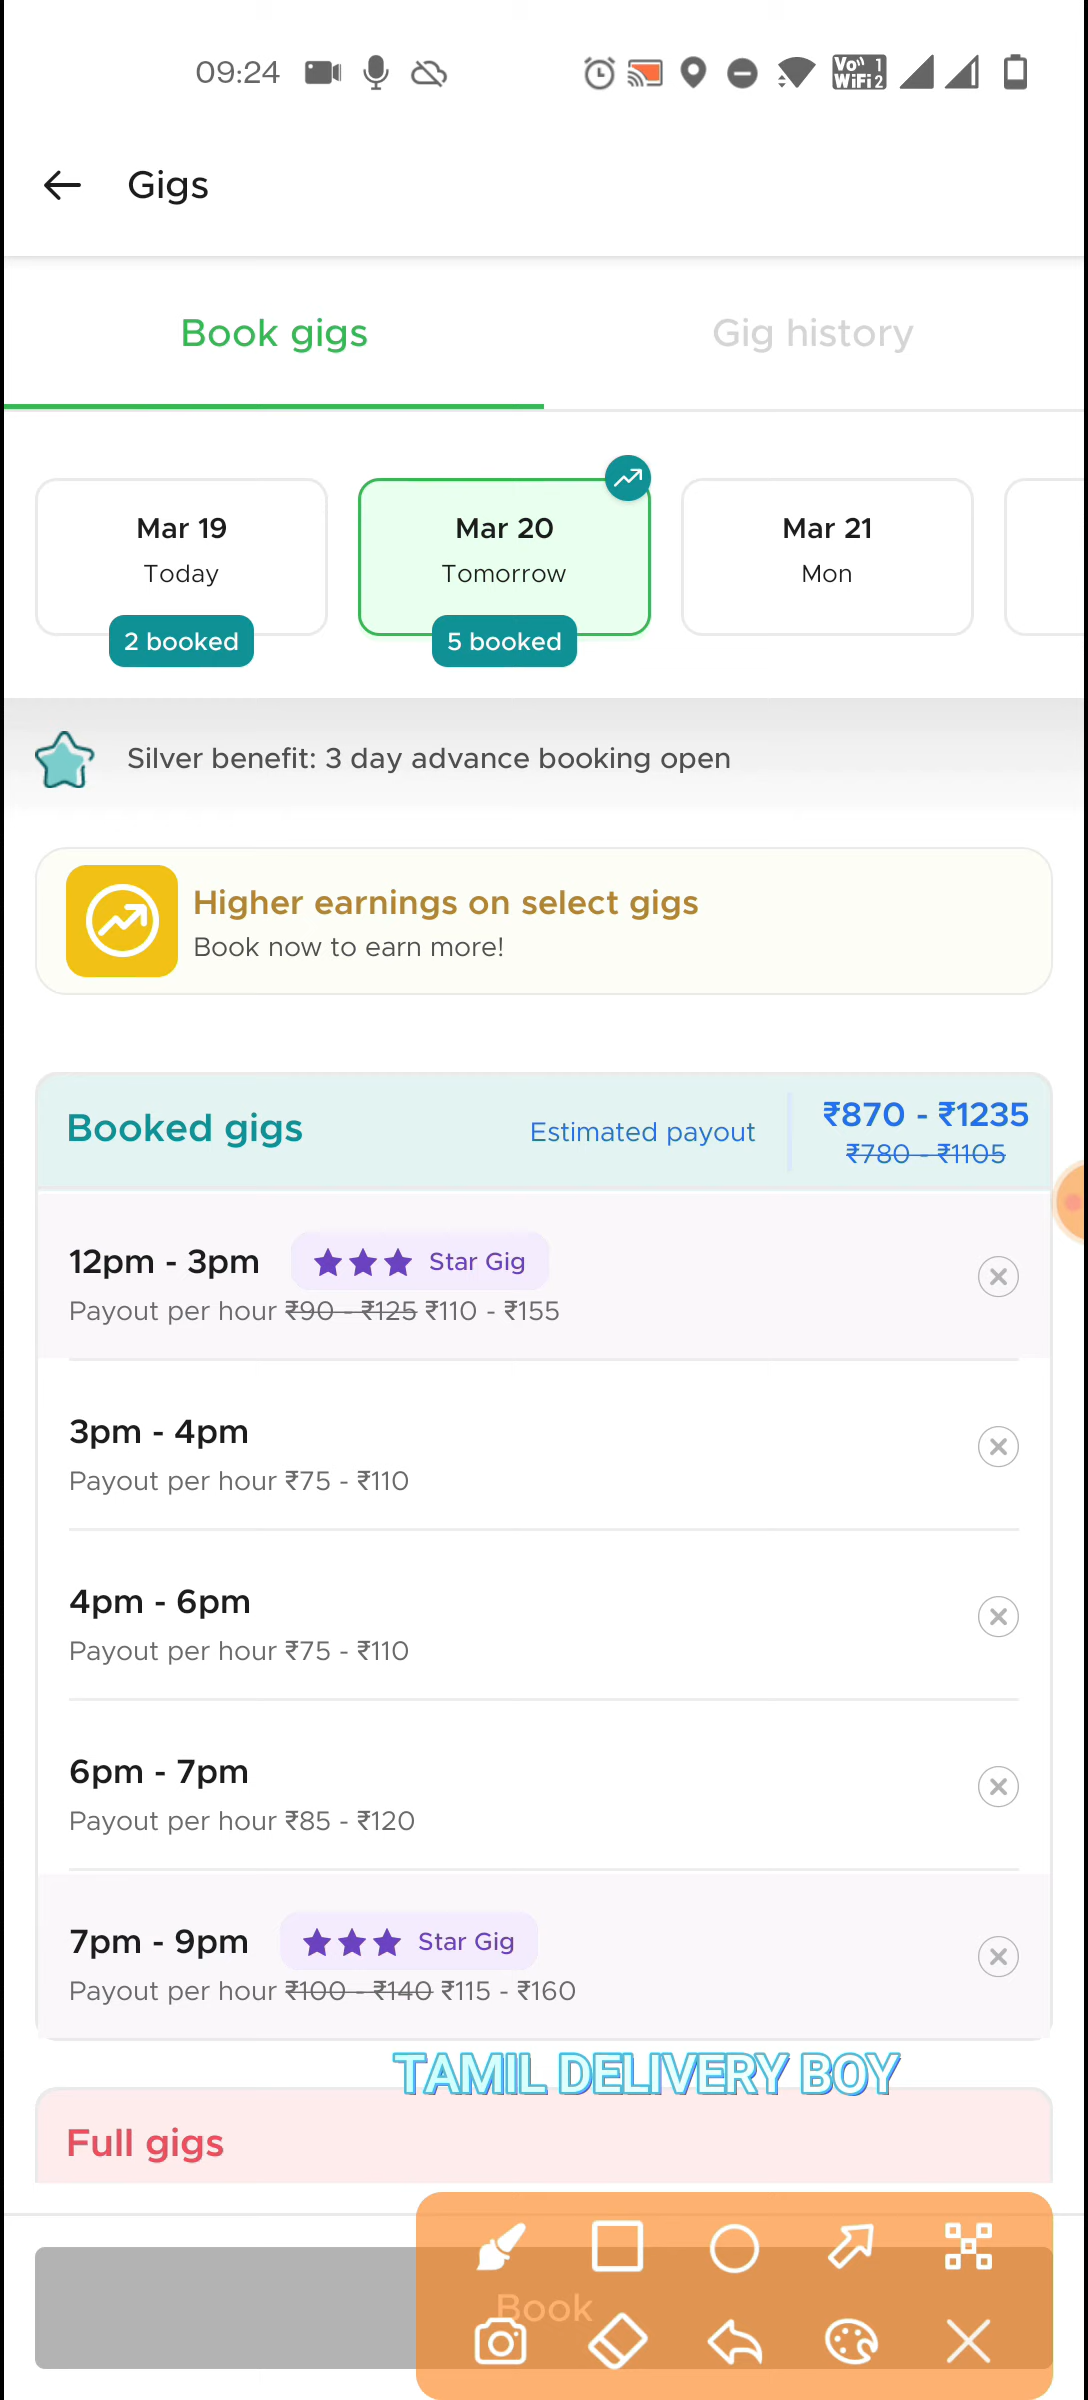 09:24
Vo 1
WiFi 2
Gigs
Book gigs
Gig history
Mar 19
Today
2 booked
Mar 20
Tomorrow
5 booked
Mar 21
Mon
Silver benefit: 3 day advance booking open
Higher earnings on select gigs
Book now to earn more!
Booked gigs
Estimated payout
₹870 - ₹1235
₹780 - ₹1105
12pm - 3pm
Star Gig
Payout per hour ₹90 - ₹125 ₹110 - ₹155
3pm - 4pm
Payout per hour ₹75 - ₹110
4pm - 6pm
Payout per hour ₹75 - ₹110
6pm - 7pm
Payout per hour ₹85 - ₹120
7pm - 9pm
Star Gig
Payout per hour ₹100 - ₹140 ₹115 - ₹160
TAMIL DELIVERY BOY
Full gigs
Book